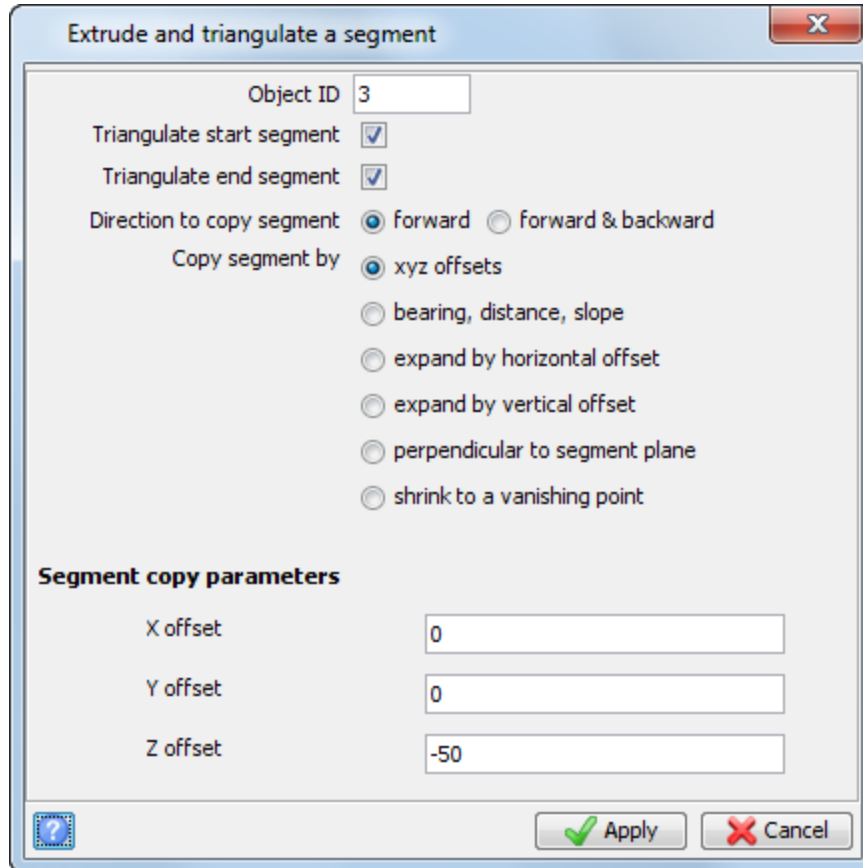 Extrude and triangulate a segment
Object ID 3
Triangulate start segment
Triangulate end segment
Direction to copy segment forward forward & backward
Copy segment by xyz offsets
bearing, distance, slope
expand by horizontal offset
expand by vertical offset
perpendicular to segment plane
shrink to a vanishing point
Segment copy parameters
X offset 0
Y offset 0
Z offset -50
? Apply Cancel